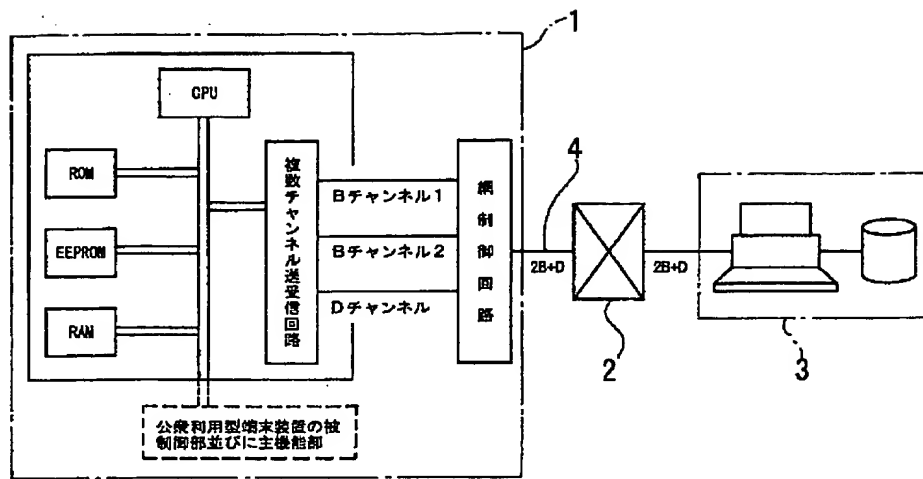 1
CPU
ROM
EEPROM
RAM
複数チャンネル送受信回路
Bチャンネル1
Bチャンネル2
Dチャンネル
網制御回路
4
2B+D
2
2B+D
3
公衆利用型端末装置の被
制御部並びに主機能部